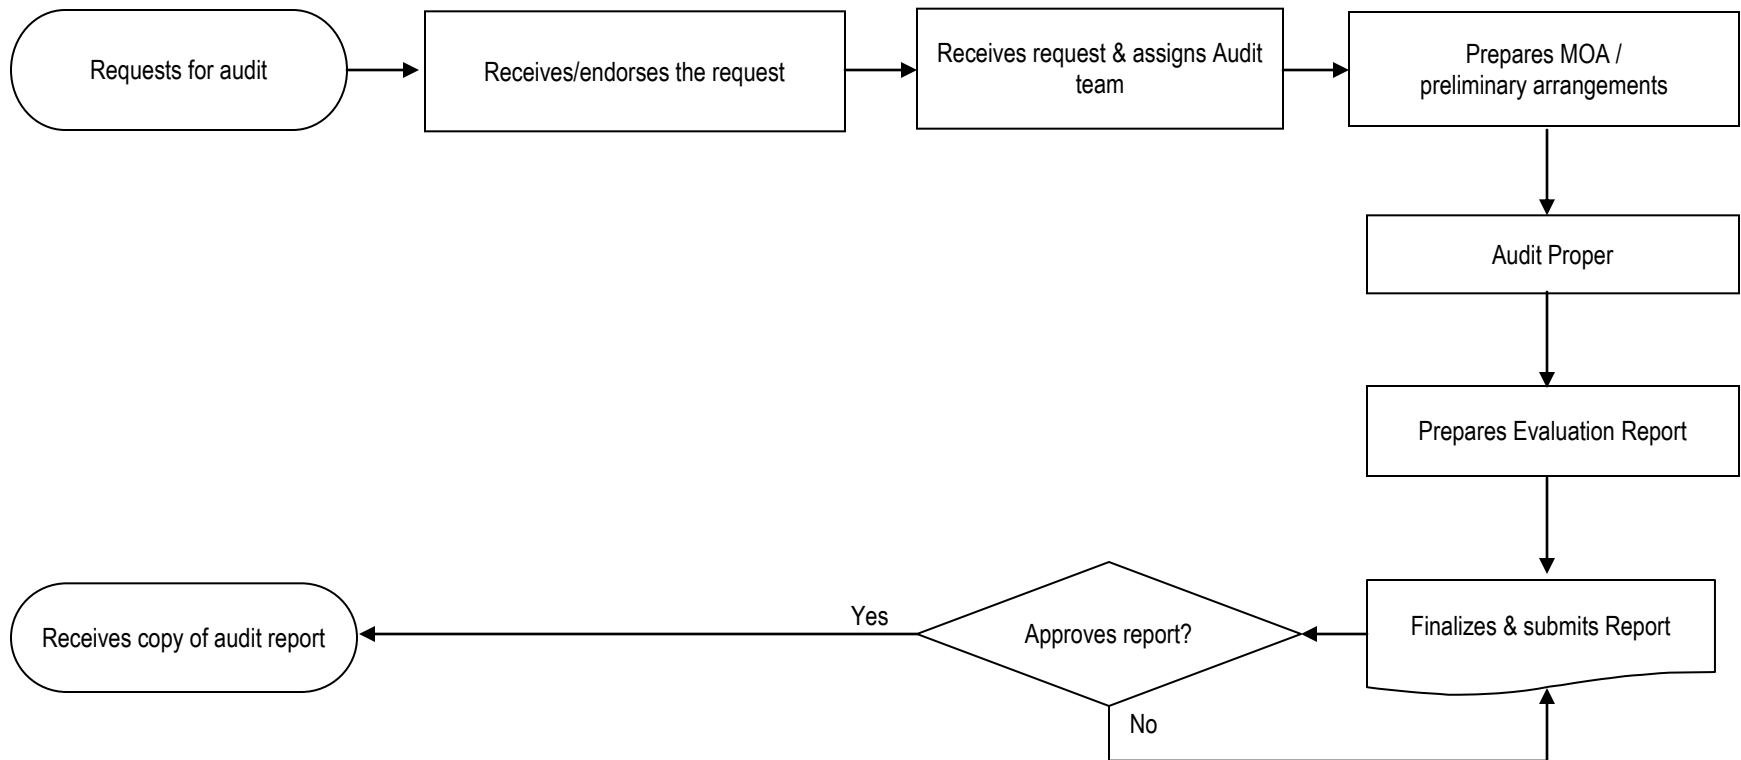 Requests for audit
Receives/endorses the request
Receives request & assigns Audit
team
Prepares MOA /
preliminary arrangements
Audit Proper
Prepares Evaluation Report
Finalizes & submits Report
Approves report?
Yes
No
Receives copy of audit report